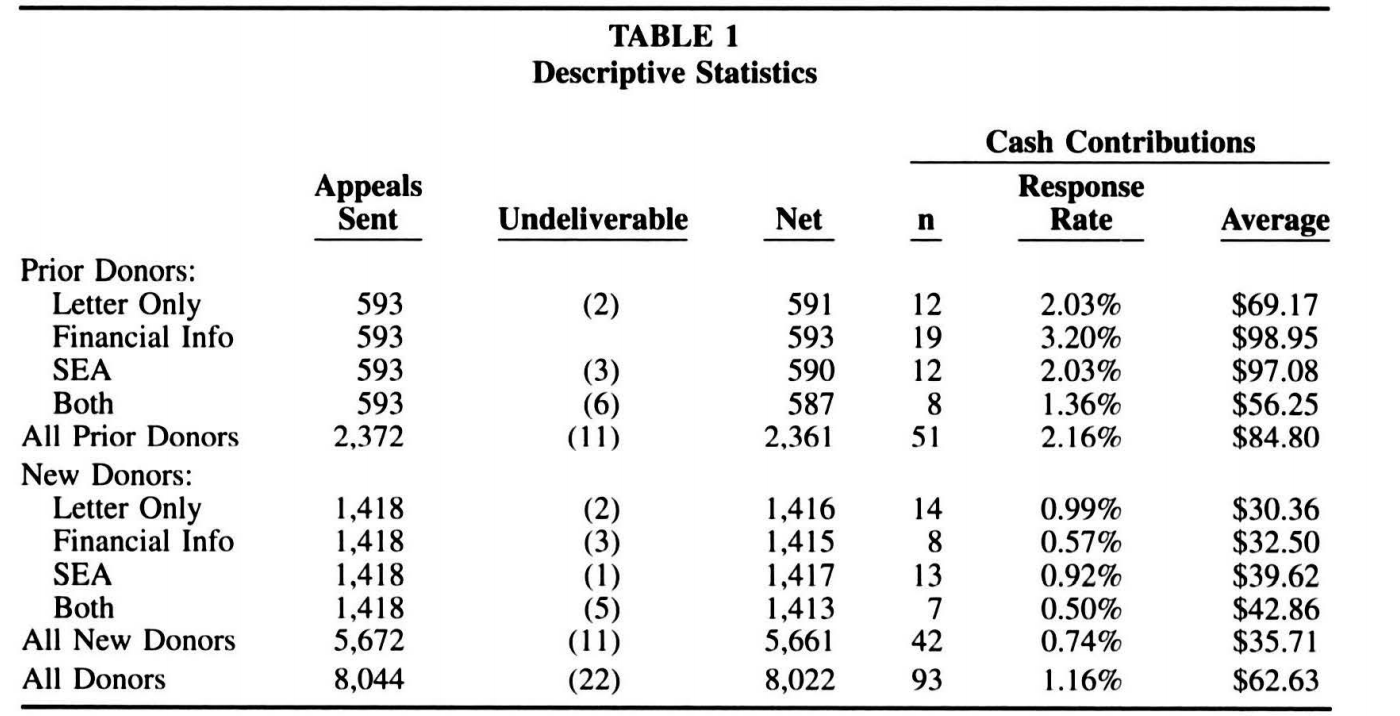 TABLE 1
Descriptive Statistics
Cash Contributions
Appeals Sent Undeliverable Net n Response Rate Average
Prior Donors:
Letter Only 593 (2) 591 12 2.03% $69.17
Financial Info 593 593 19 3.20% $98.95
SEA 593 (3) 590 12 2.03% $97.08
Both 593 (6) 587 8 1.36% $56.25
All Prior Donors 2,372 (11) 2,361 51 2.16% $84.80
New Donors:
Letter Only 1,418 (2) 1,416 14 0.99% $30.36
Financial Info 1,418 (3) 1,415 8 0.57% $32.50
SEA 1,418 (1) 1,417 13 0.92% $39.62
Both 1,418 (5) 1,413 7 0.50% $42.86
All New Donors 5,672 (11) 5,661 42 0.74% $35.71
All Donors 8,044 (22) 8,022 93 1.16% $62.63